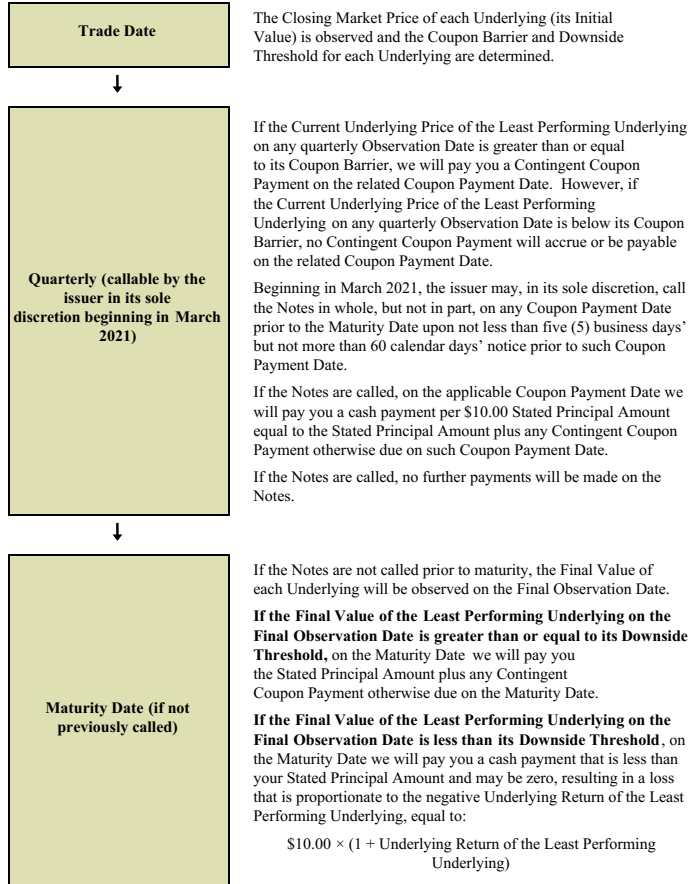 Trade Date
The Closing Market Price of each Underlying (its Initial
Value) is observed and the Coupon Barrier and Downside
Threshold for each Underlying are determined.
Quarterly (callable by the
issuer in its sole
discretion beginning in March
2021)
If the Current Underlying Price of the Least Performing Underlying
on any quarterly Observation Date is greater than or equal
to its Coupon Barrier, we will pay you a Contingent Coupon
Payment on the related Coupon Payment Date. However, if
the Current Underlying Price of the Least Performing
Underlying on any quarterly Observation Date is below its Coupon
Barrier, no Contingent Coupon Payment will accrue or be payable
on the related Coupon Payment Date.
Beginning in March 2021, the issuer may, in its sole discretion, call
the Notes in whole, but not in part, on any Coupon Payment Date
prior to the Maturity Date upon not less than five (5) business days’
but not more than 60 calendar days’ notice prior to such Coupon
Payment Date.
If the Notes are called, on the applicable Coupon Payment Date we
will pay you a cash payment per $10.00 Stated Principal Amount
equal to the Stated Principal Amount plus any Contingent Coupon
Payment otherwise due on such Coupon Payment Date.
If the Notes are called, no further payments will be made on the
Notes.
Maturity Date (if not
previously called)
If the Notes are not called prior to maturity, the Final Value of
each Underlying will be observed on the Final Observation Date.
If the Final Value of the Least Performing Underlying on the
Final Observation Date is greater than or equal to its Downside
Threshold, on the Maturity Date we will pay you
the Stated Principal Amount plus any Contingent
Coupon Payment otherwise due on the Maturity Date.
If the Final Value of the Least Performing Underlying on the
Final Observation Date is less than its Downside Threshold, on
the Maturity Date we will pay you a cash payment that is less than
your Stated Principal Amount and may be zero, resulting in a loss
that is proportionate to the negative Underlying Return of the Least
Performing Underlying, equal to:
$10.00 × (1 + Underlying Return of the Least Performing
Underlying)